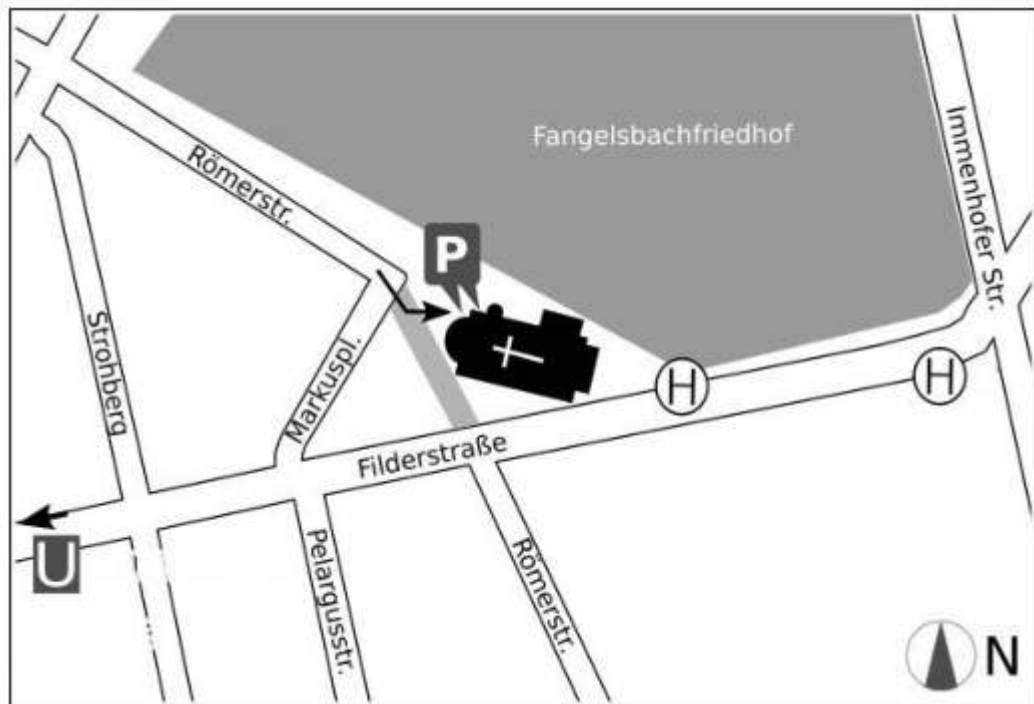 Fangelsbachfriedhof
Immenhofer Str.
Römerstr.
P
Strohberg
Markuspl.
H
H
Filderstraße
U
Pelargusstr.
Römerstr.
N